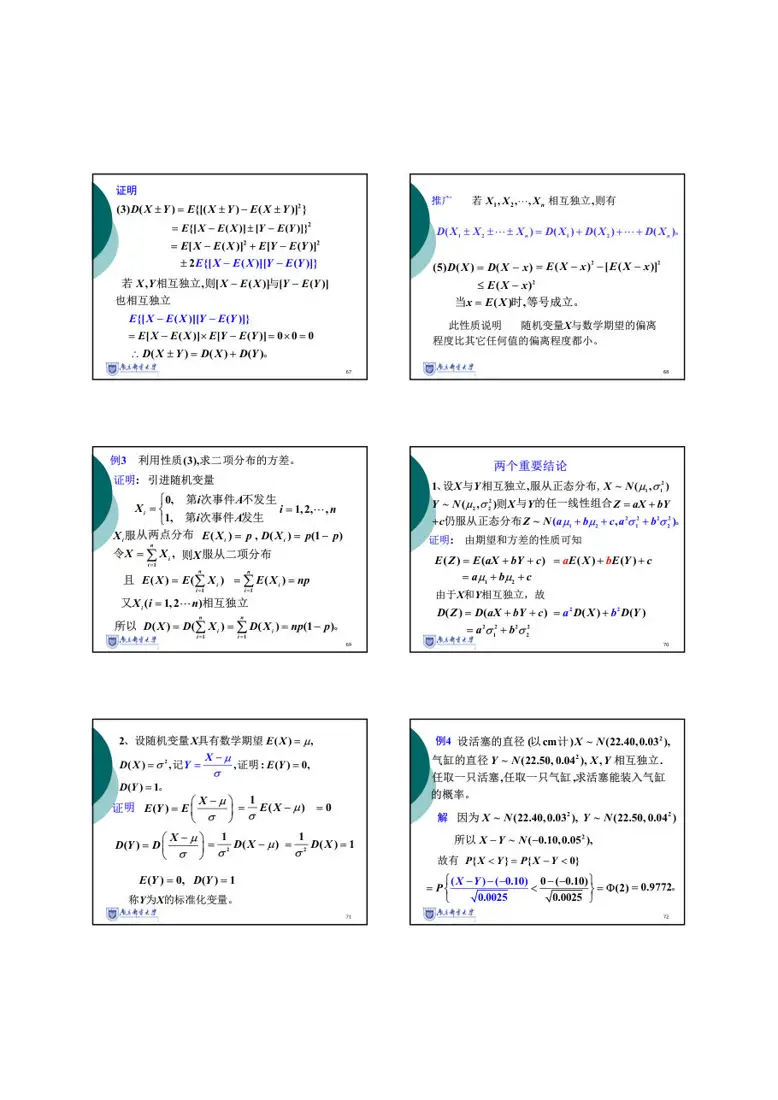 证明
(3)D(X ± Y) = E{[(X ± Y) − E(X ± Y)]²}
= E{[X − E(X)] ± [Y − E(Y)]}²
= E[X − E(X)]² + E[Y − E(Y)]²
± 2E{[X − E(X)][Y − E(Y)]}
若 X,Y相互独立,则[X − E(X)]与[Y − E(Y)]
也相互独立
E{[X − E(X)][Y − E(Y)]}
= E[X − E(X)] × E[Y − E(Y)] = 0 × 0 = 0
∴ D(X ± Y) = D(X) + D(Y)。
67
推广 若 X₁, X₂, ⋯, Xₙ 相互独立,则有
D(X₁ ± X₂ ± ⋯ ± Xₙ) = D(X₁) + D(X₂) + ⋯ + D(Xₙ)。
(5)D(X) = D(X − x) = E(X − x)² − [E(X − x)]²
≤ E(X − x)²
当x = E(X)时,等号成立。
此性质说明 随机变量X与数学期望的偏离
程度比其它任何值的偏离程度都小。
68
例3 利用性质(3),求二项分布的方差。
证明: 引进随机变量
Xᵢ = {0, 第i次事件A不发生
1, 第i次事件A发生 i = 1,2,⋯,n
Xᵢ服从两点分布 E(Xᵢ) = p , D(Xᵢ) = p(1 − p)
令X = ∑ᵢ₌₁ⁿ Xᵢ, 则X服从二项分布
且 E(X) = E(∑ᵢ₌₁ⁿ Xᵢ) = ∑ᵢ₌₁ⁿ E(Xᵢ) = np
又Xᵢ(i = 1,2⋯n)相互独立
所以 D(X) = D(∑ᵢ₌₁ⁿ Xᵢ) = ∑ᵢ₌₁ⁿ D(Xᵢ) = np(1 − p)。
69
两个重要结论
1、设X与Y相互独立,服从正态分布, X ~ N(μ₁,σ₁²)
Y ~ N(μ₂,σ₂²)则X与Y的任一线性组合Z = aX + bY
+c仍服从正态分布Z ~ N(aμ₁ + bμ₂ + c,a²σ₁² + b²σ₂²)。
证明: 由期望和方差的性质可知
E(Z) = E(aX + bY + c) = aE(X) + bE(Y) + c
= aμ₁ + bμ₂ + c
由于X和Y相互独立，故
D(Z) = D(aX + bY + c) = a²D(X) + b²D(Y)
= a²σ₁² + b²σ₂²
70
2、设随机变量X具有数学期望 E(X) = μ,
D(X) = σ²,记Y = (X − μ)/σ,证明: E(Y) = 0,
D(Y) = 1。
证明 E(Y) = E((X − μ)/σ) = 1/σ E(X − μ) = 0
D(Y) = D((X − μ)/σ) = 1/σ² D(X − μ) = 1/σ² D(X) = 1
E(Y) = 0, D(Y) = 1
称Y为X的标准化变量。
71
例4 设活塞的直径 (以 cm 计)X ~ N(22.40,0.03²),
气缸的直径 Y ~ N(22.50, 0.04²), X, Y 相互独立.
任取一只活塞,任取一只气缸,求活塞能装入气缸
的概率。
解 因为 X ~ N(22.40,0.03²), Y ~ N(22.50, 0.04²)
所以 X − Y ~ N(−0.10,0.05²),
故有 P{X < Y} = P{X − Y < 0}
= P{((X − Y) − (−0.10))/√0.0025 < (0 − (−0.10))/√0.0025} = Φ(2) = 0.9772。
72